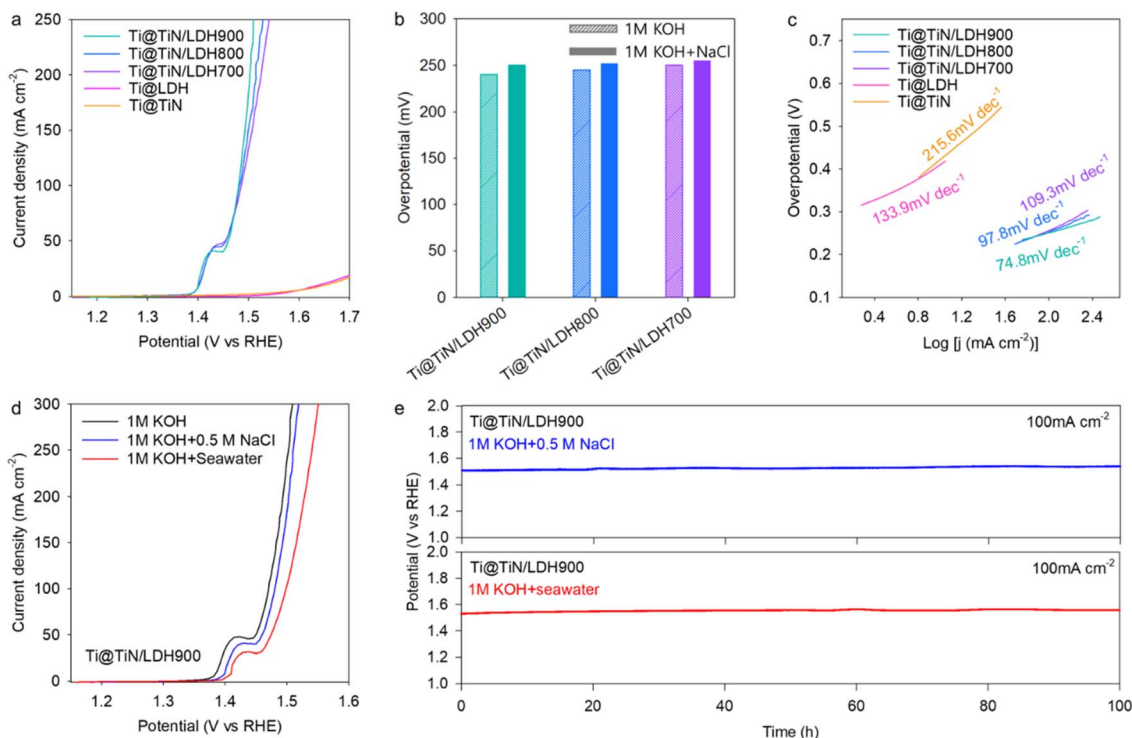 a
250
200
150
100
50
0
Current density (mA cm-2)
Ti@TiN/LDH900
Ti@TiN/LDH800
Ti@TiN/LDH700
Ti@LDH
Ti@TiN
1.2 1.3 1.4 1.5 1.6 1.7
Potential (V vs RHE)
b
300
250
200
150
100
50
0
Overpotential (mV)
1M KOH
1M KOH+NaCl
Ti@TiN/LDH900
Ti@TiN/LDH800
Ti@TiN/LDH700
c
0.7
0.6
0.5
0.4
0.3
0.2
0.1
Overpotential (V)
Ti@TiN/LDH900
Ti@TiN/LDH800
Ti@TiN/LDH700
Ti@LDH
Ti@TiN
215.6mV dec-1
133.9mV dec-1
109.3mV dec-1
97.8mV dec-1
74.8mV dec-1
0.4 0.8 1.2 1.6 2.0 2.4
Log [j (mA cm-2)]
d
300
250
200
150
100
50
0
Current density (mA cm-2)
1M KOH
1M KOH+0.5 M NaCl
1M KOH+Seawater
Ti@TiN/LDH900
1.2 1.3 1.4 1.5 1.6
Potential (V vs RHE)
e
2.0
1.8
1.6
1.4
1.2
1.0
Ti@TiN/LDH900
100mA cm-2
1M KOH+0.5 M NaCl
Potential (V vs RHE)
2.0
1.8
1.6
1.4
1.2
1.0
Ti@TiN/LDH900
100mA cm-2
1M KOH+seawater
0 20 40 60 80 100
Time (h)